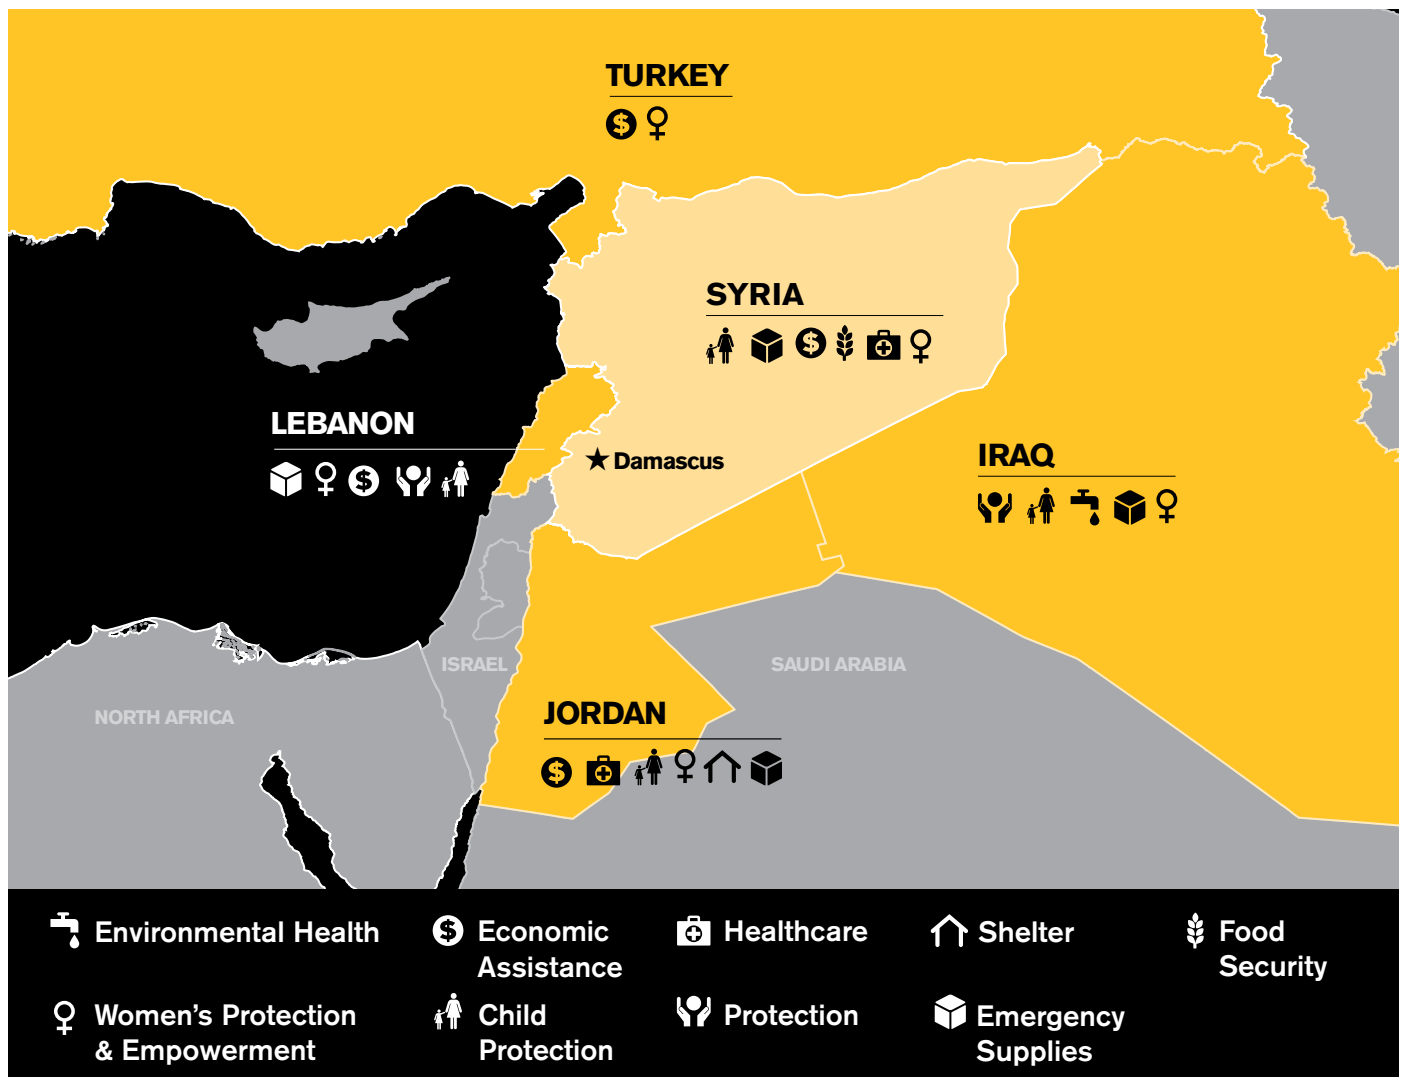 TURKEY
SYRIA
LEBANON
Damascus
IRAQ
ISRAEL
SAUDI ARABIA
NORTH AFRICA
JORDAN
Environmental Health
Economic
Assistance
Healthcare
Shelter
Food
Security
Women’s Protection
& Empowerment
Child
Protection
Protection
Emergency
Supplies